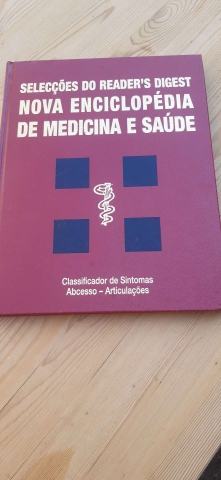 SELECÇÕES DO READER'S DIGEST
NOVA ENCICLOPÉDIA
DE MEDICINA E SAÚDE
Classificador de Sintomas
Abcesso – Articulações